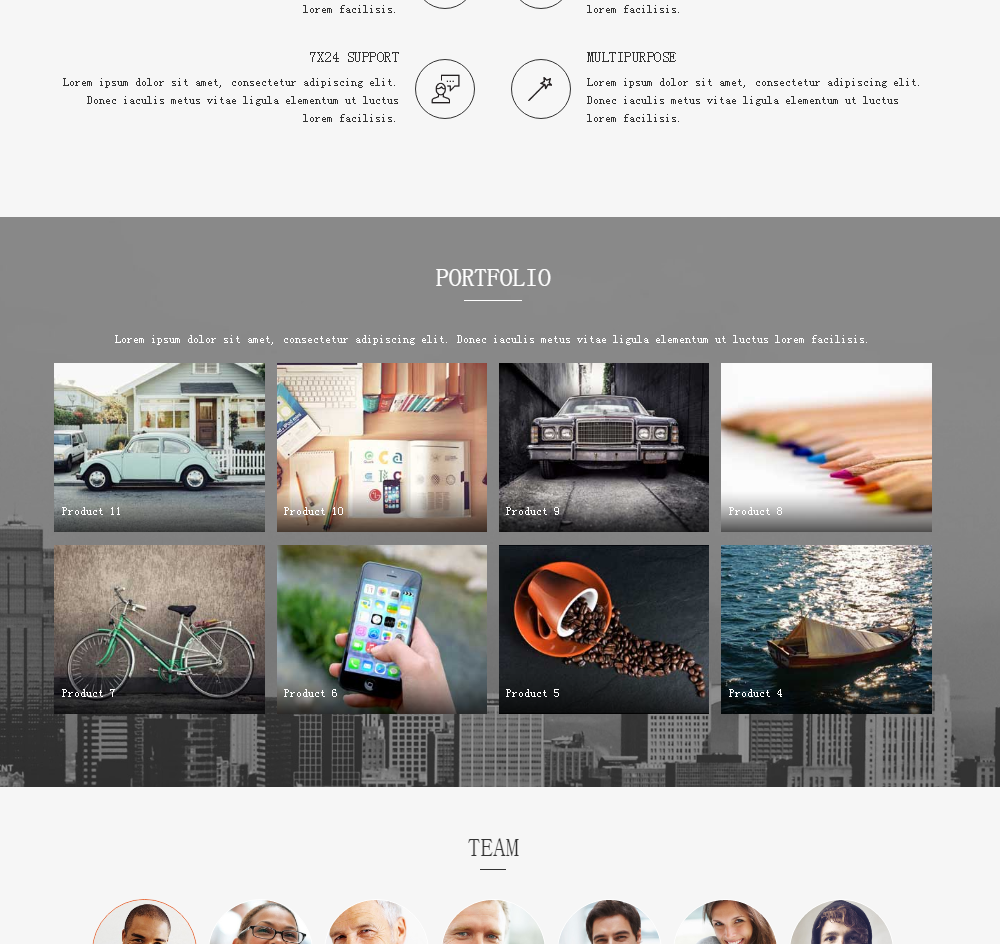 lorem facilisis.
lorem facilisis.
7X24 SUPPORT
Lorem ipsum dolor sit amet, consectetur adipiscing elit.
Donec iaculis metus vitae ligula elementum ut luctus
lorem facilisis.
MULTIPURPOSE
Lorem ipsum dolor sit amet, consectetur adipiscing elit.
Donec iaculis metus vitae ligula elementum ut luctus
lorem facilisis.
PORTFOLIO
Lorem ipsum dolor sit amet, consectetur adipiscing elit. Donec iaculis metus vitae ligula elementum ut luctus lorem facilisis.
Product 11
Product 10
Product 9
Product 8
Product 7
Product 6
Product 5
Product 4
TEAM